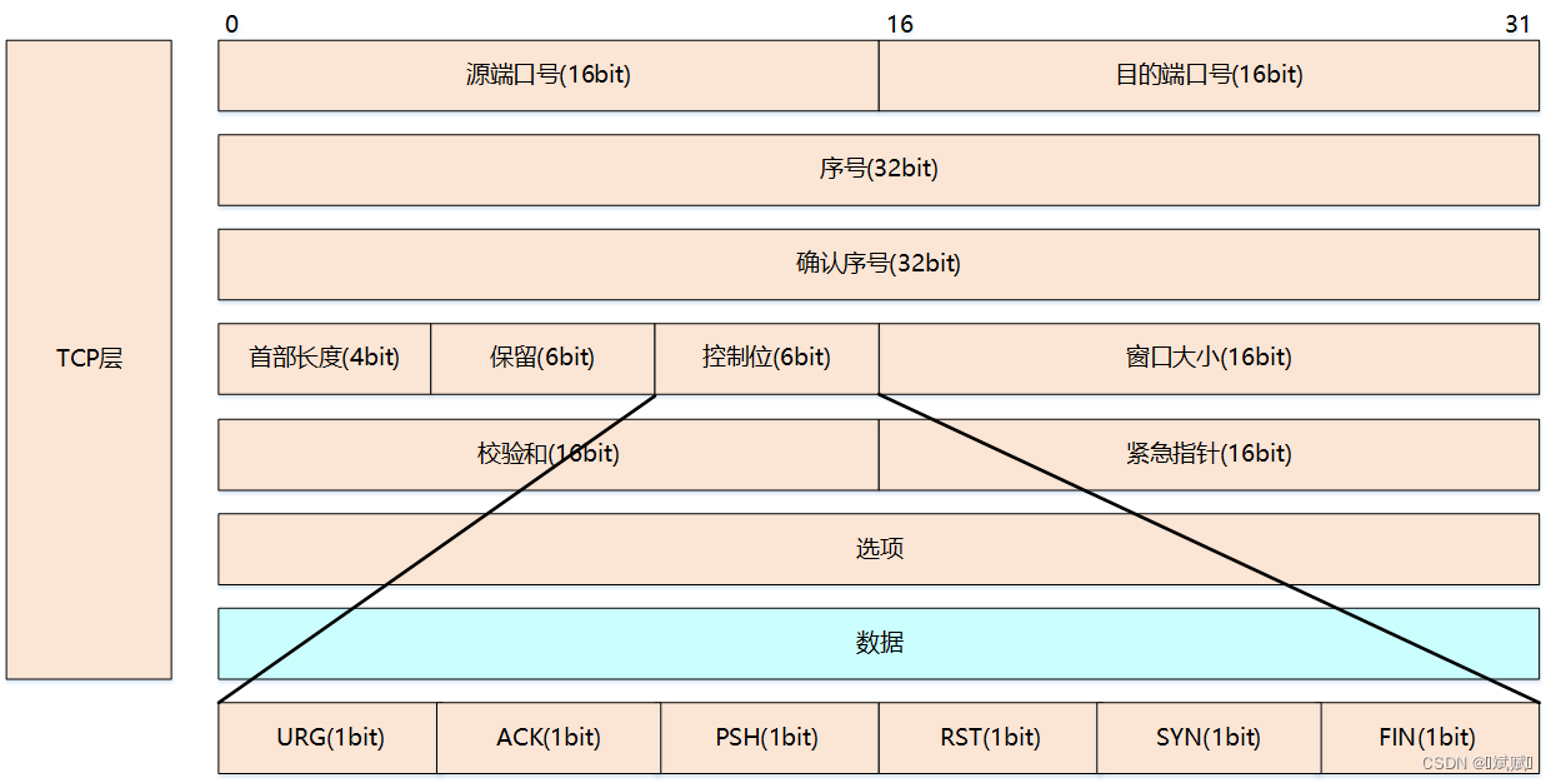 0 16 31
源端口号(16bit) 目的端口号(16bit)
序号(32bit)
确认序号(32bit)
TCP层
首部长度(4bit) 保留(6bit) 控制位(6bit) 窗口大小(16bit)
校验和(16bit) 紧急指针(16bit)
选项
数据
URG(1bit) ACK(1bit) PSH(1bit) RST(1bit) SYN(1bit) FIN(1bit)
CSDN @斌赋